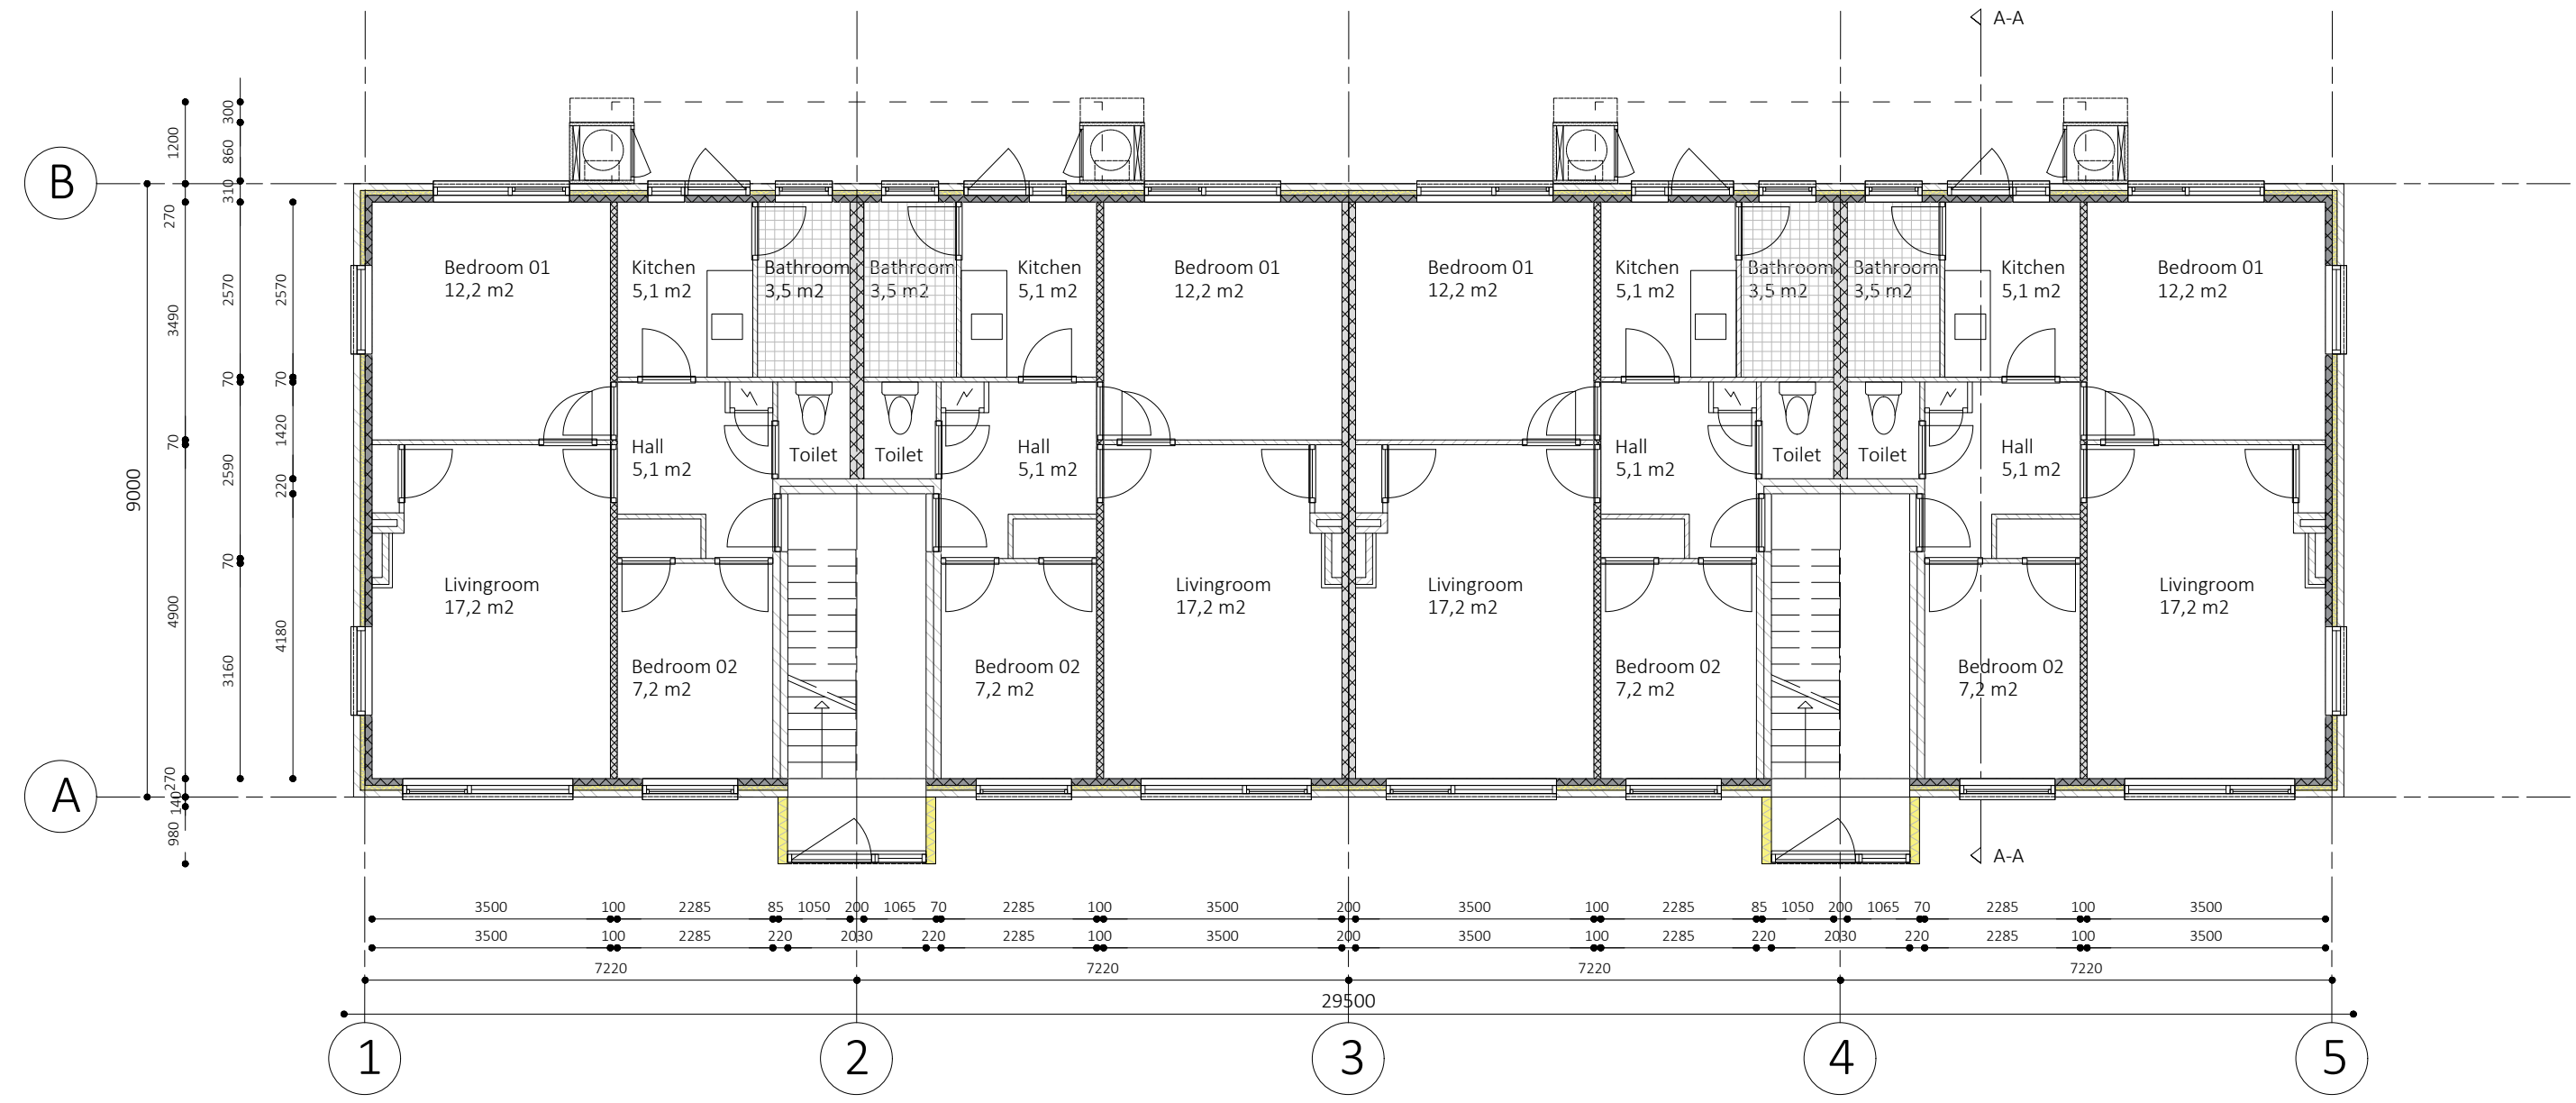 A-A
B
300
1200
860
310
270
2570
2570
3490
70
70
1420
70
2590
220
9000
70
4900
4180
3160
A
270
140
980
Bedroom 01
12,2 m2
Kitchen
5,1 m2
Bathroom
3,5 m2
Bathroom
3,5 m2
Kitchen
5,1 m2
Bedroom 01
12,2 m2
Bedroom 01
12,2 m2
Kitchen
5,1 m2
Bathroom
3,5 m2
Bathroom
3,5 m2
Kitchen
5,1 m2
Bedroom 01
12,2 m2
Hall
5,1 m2
Toilet
Toilet
Hall
5,1 m2
Hall
5,1 m2
Toilet
Toilet
Hall
5,1 m2
Livingroom
17,2 m2
Livingroom
17,2 m2
Livingroom
17,2 m2
Livingroom
17,2 m2
Bedroom 02
7,2 m2
Bedroom 02
7,2 m2
Bedroom 02
7,2 m2
Bedroom 02
7,2 m2
A-A
3500 100 2285 85 1050 200 1065 70 2285 100 3500 200 3500 100 2285 85 1050 200 1065 70 2285 100 3500
3500 100 2285 220 2030 220 2285 100 3500 200 3500 100 2285 220 2030 220 2285 100 3500
7220 7220 7220 7220
29500
1 2 3 4 5